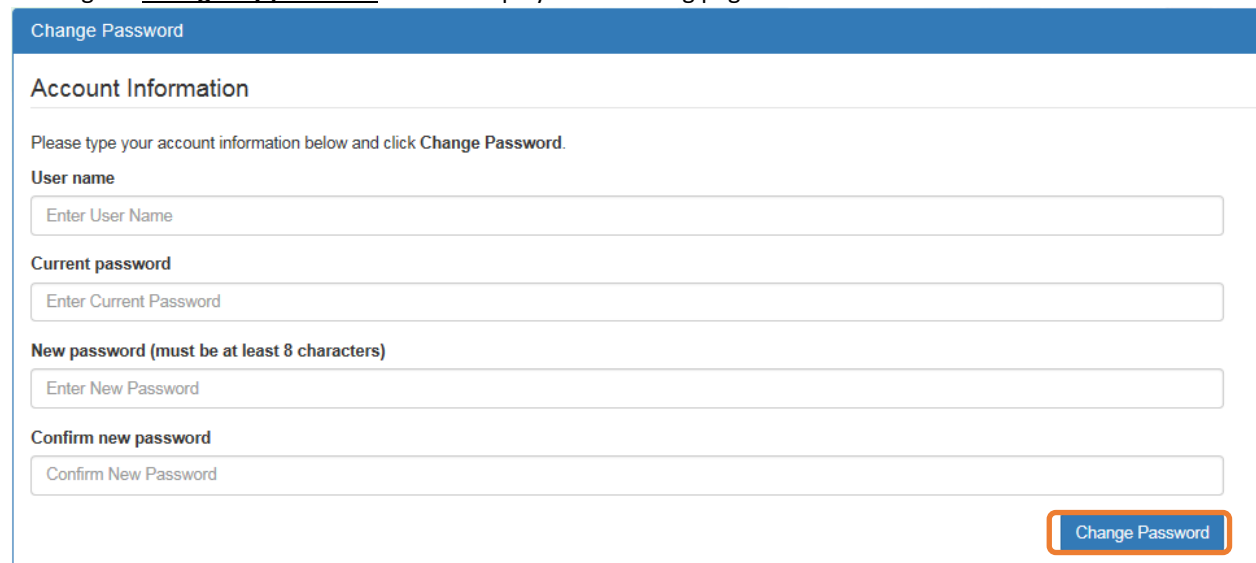 Change Password
Account Information
Please type your account information below and click Change Password.
User name
Enter User Name
Current password
Enter Current Password
New password (must be at least 8 characters)
Enter New Password
Confirm new password
Confirm New Password
Change Password